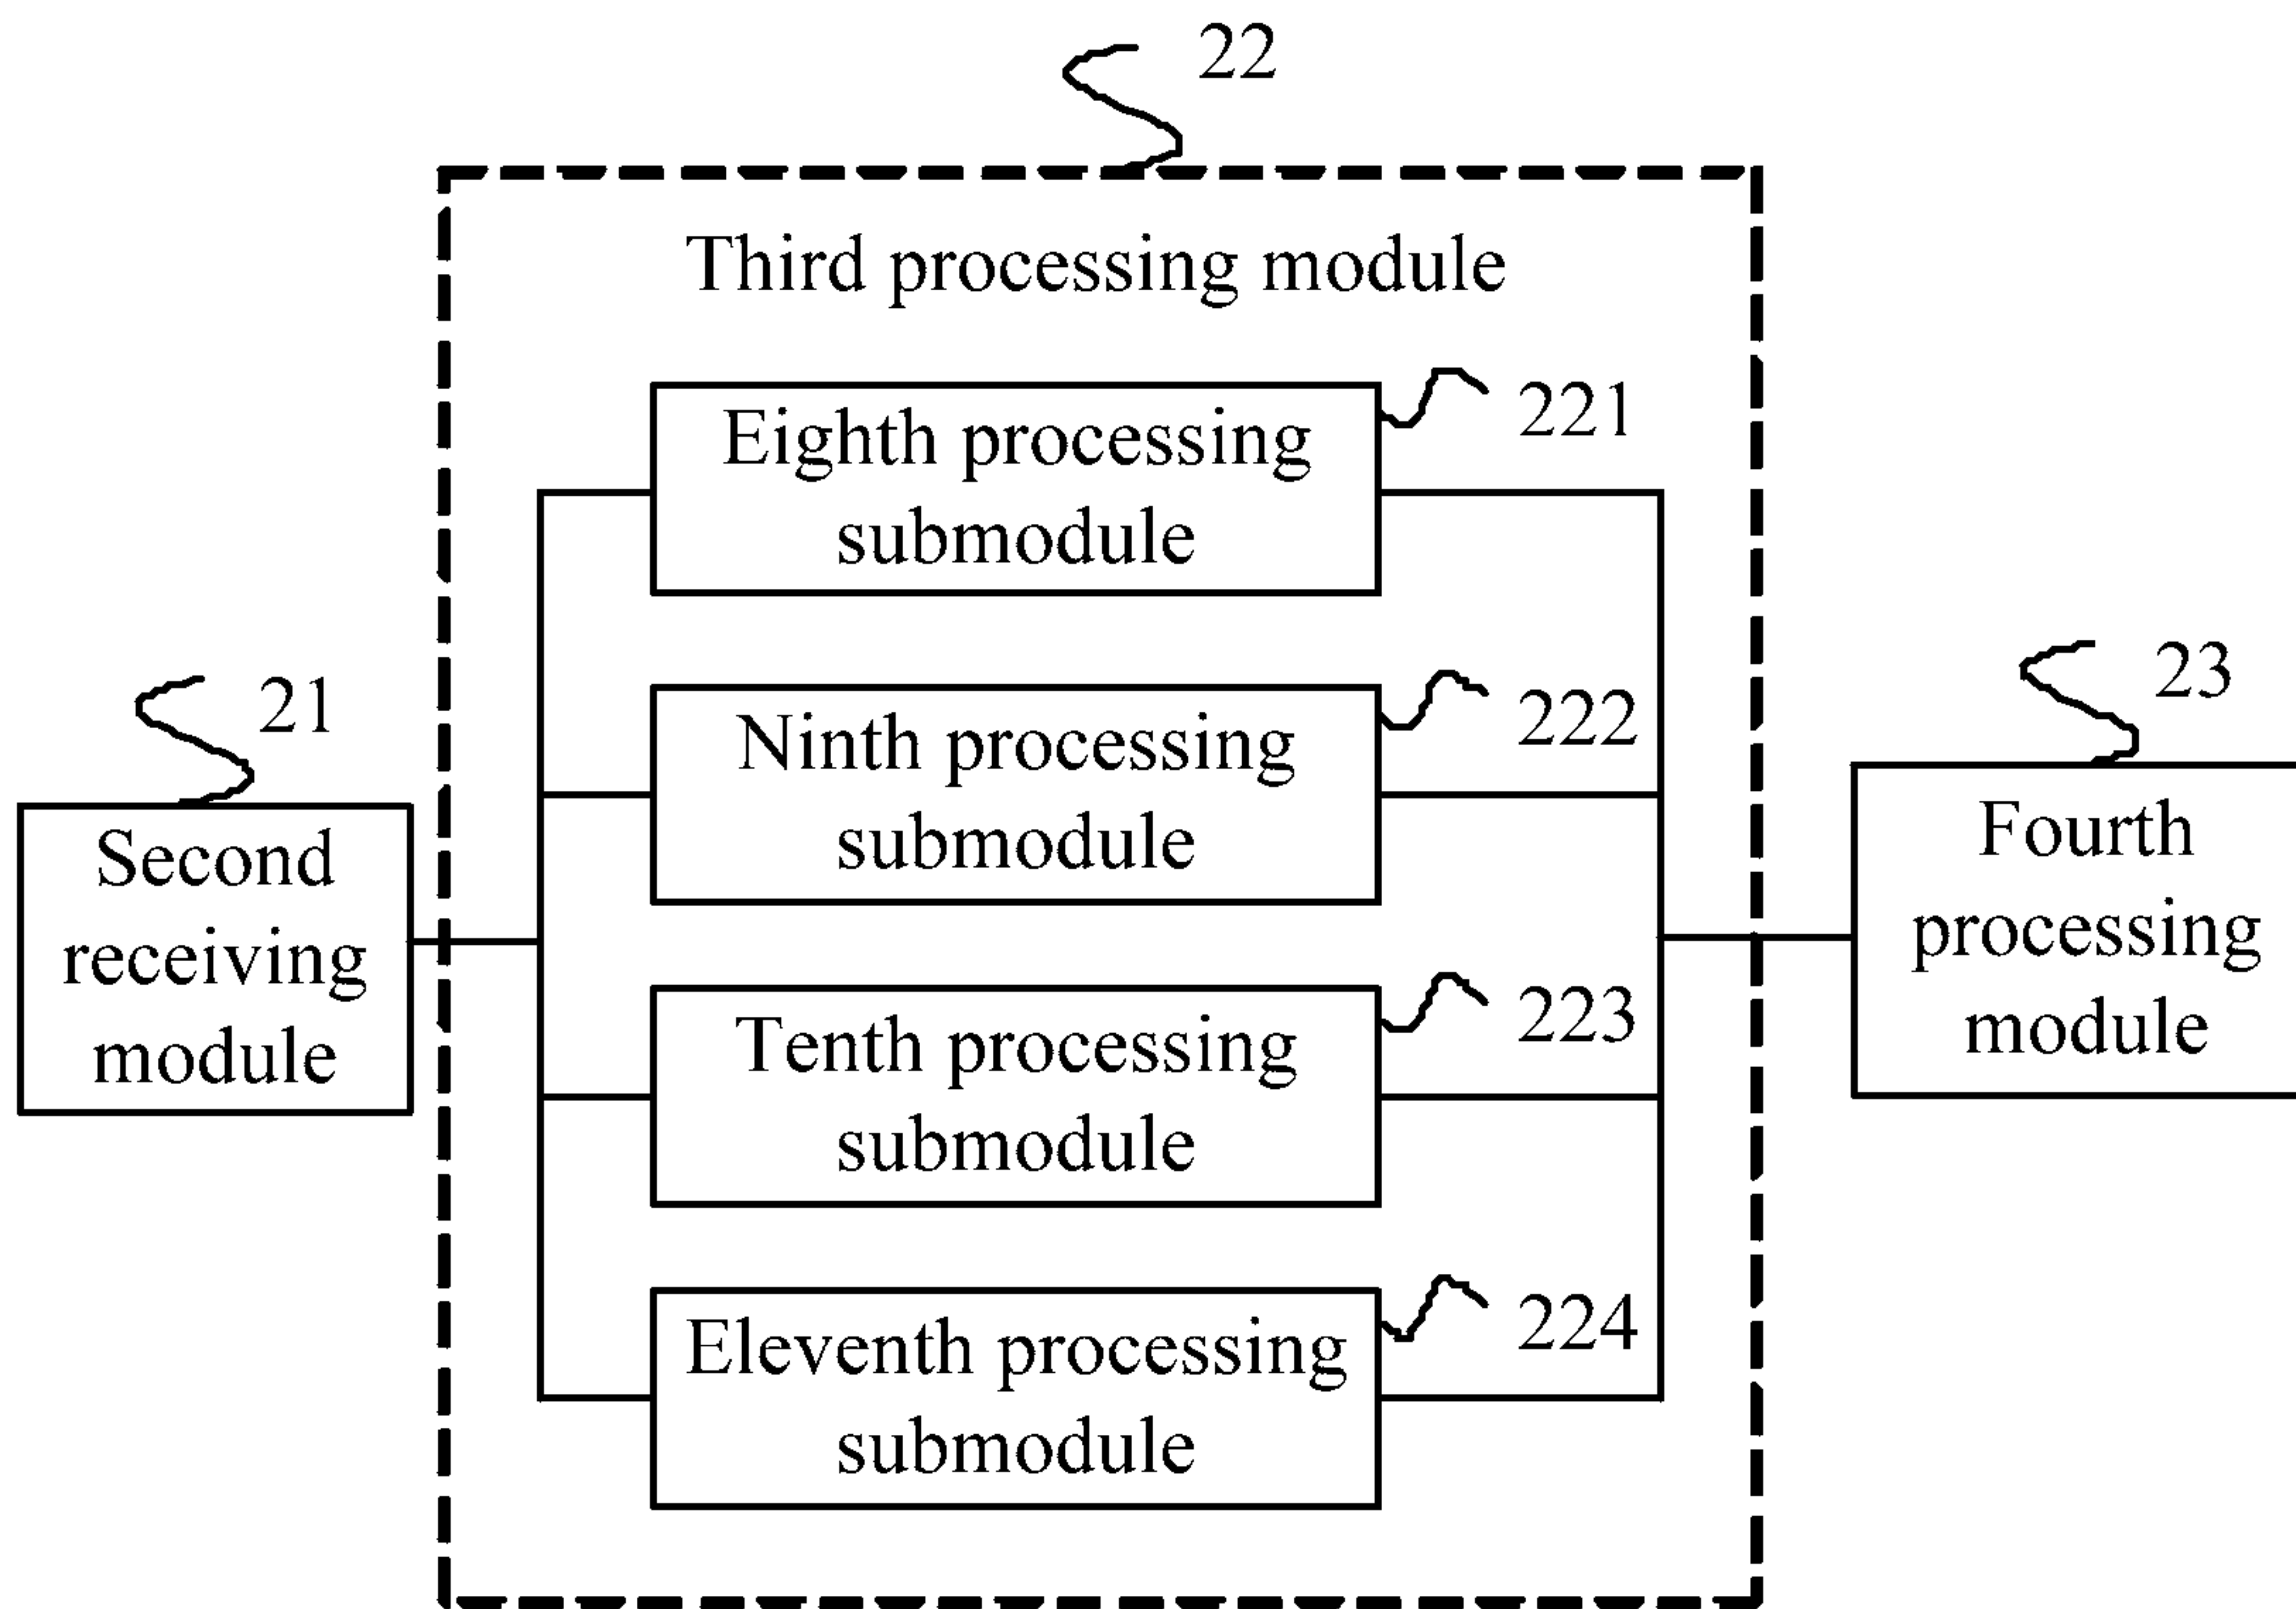 22
Third processing module
221
Eighth processing
submodule
222
Ninth processing
submodule
21
23
Second
receiving
module
Fourth
processing
module
223
Tenth processing
submodule
224
Eleventh processing
submodule